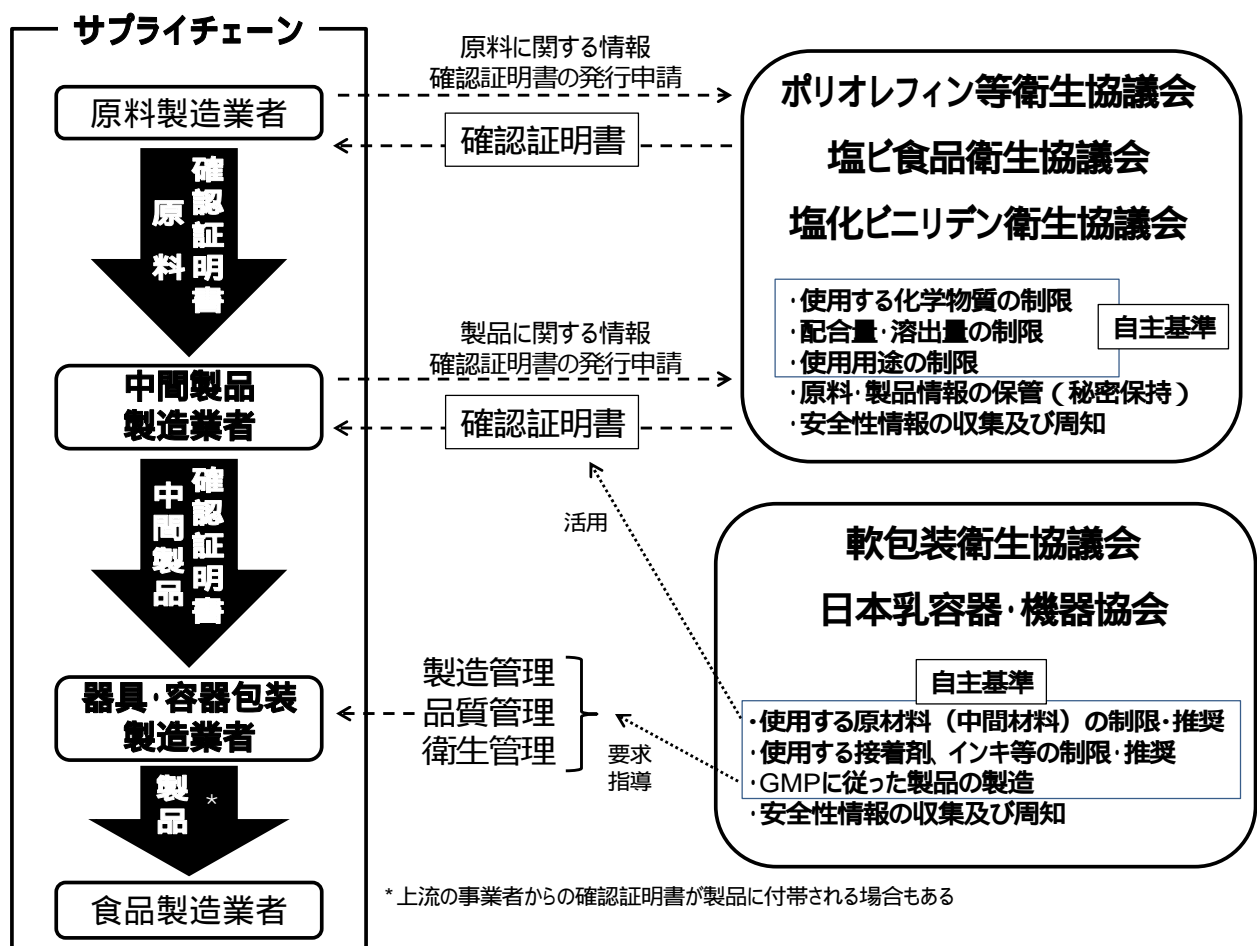 サプライチェーン
原料製造業者
確認証明書
原料
中間製品
製造業者
確認証明書
中間製品
器具・容器包装
製造業者
製品 *
食品製造業者
原料に関する情報
確認証明書の発行申請
確認証明書
製品に関する情報
確認証明書の発行申請
確認証明書
活用
製造管理
品質管理
衛生管理
要求
指導
ポリオレフィン等衛生協議会
塩ビ食品衛生協議会
塩化ビニリデン衛生協議会
・使用する化学物質の制限
・配合量・溶出量の制限
・使用用途の制限
自主基準
・原料・製品情報の保管（秘密保持）
・安全性情報の収集及び周知
軟包装衛生協議会
日本乳容器・機器協会
自主基準
・使用する原材料（中間材料）の制限・推奨
・使用する接着剤、インキ等の制限・推奨
・GMPに従った製品の製造
・安全性情報の収集及び周知
* 上流の事業者からの確認証明書が製品に付帯される場合もある